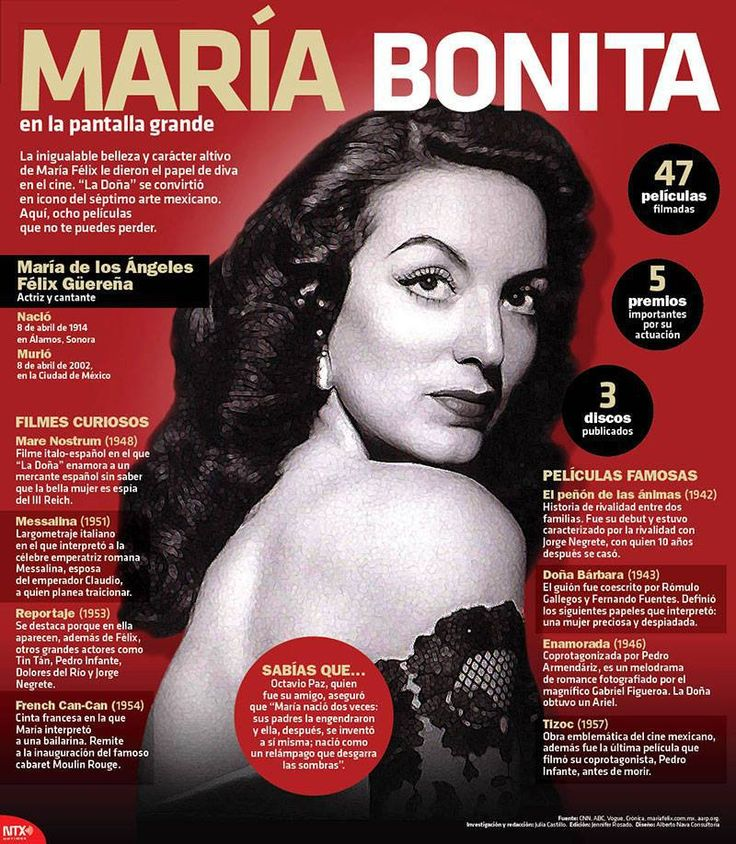 MARÍA BONITA
en la pantalla grande
La inigualable belleza y carácter altivo
de María Félix le dieron el papel de diva
en el cine. “La Doña” se convirtió
en icono del séptimo arte mexicano.
Aquí, ocho películas
que no te puedes perder.
María de los Ángeles
Félix Güereña
Actriz y cantante
Nació
8 de abril de 1914
en Álamos, Sonora
Murió
8 de abril de 2002,
en la Ciudad de México
47
películas
filmadas
5
premios
importantes
por su
actuación
3
discos
publicados
FILMES CURIOSOS
Mare Nostrum (1948)
Filme ítalo-español en el que
“La Doña” enamora a un
mercante español sin saber
que la bella mujer es espía
del III Reich.
Messalina (1951)
Largometraje italiano
en el que interpretó a la
célebre emperatriz romana
Messalina, esposa
del emperador Claudio,
a quien planea traicionar.
Reportaje (1953)
Se destaca porque en ella
aparecen, además de Félix,
otros grandes actores como
Tin Tán, Pedro Infante,
Dolores del Río y Jorge
Negrete.
French Can-Can (1954)
Cinta francesa en la que
María interpretó
a una bailarina. Remite
a la inauguración del famoso
cabaret Moulin Rouge.
SABÍAS QUE...
Octavio Paz, quien
fue su amigo, aseguró
que “María nació dos veces:
sus padres la engendraron
y ella, después, se inventó
a sí misma; nació como
un relámpago que desgarra
las sombras”.
PELÍCULAS FAMOSAS
El peñón de las ánimas (1942)
Historia de rivalidad entre dos
familias. Fue su debut y estuvo
caracterizado por la rivalidad con
Jorge Negrete, con quien 10 años
después se casó.
Doña Bárbara (1943)
El guión fue coescrito por Rómulo
Gallegos y Fernando Fuentes. Definió
los siguientes papeles que interpretó:
una mujer preciosa y despiadada.
Enamorada (1946)
Coprotagonizada por Pedro
Armendáriz, es un melodrama
de romance fotografiado por el
magnífico Gabriel Figueroa. La Doña
obtuvo un Ariel.
Tizoc (1957)
Obra emblemática del cine mexicano,
además fue la última película que
filmó su coprotagonista, Pedro
Infante, antes de morir.
Fuente: CNN, ABC, Vogue, Crónica, mariafelix.com.mx, aarp.org.
Investigación y redacción: Julia Castillo. Edición: Jennifer Rosado. Diseño: Alberto Nava Consultoría
NTX